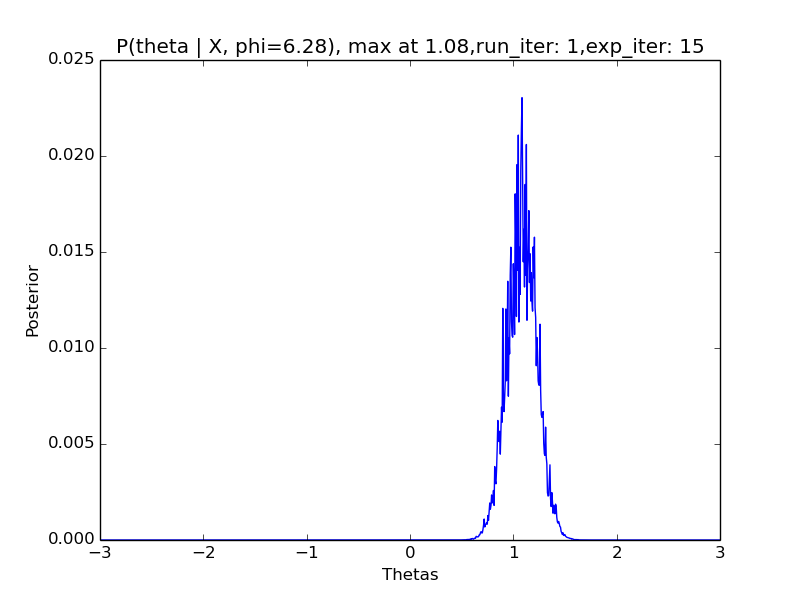 P(theta | X, phi=6.28), max at 1.08,run_iter: 1,exp_iter: 15
0.025
0.020
0.015
0.010
0.005
0.000
Posterior
−3 −2 −1 0 1 2 3
Thetas